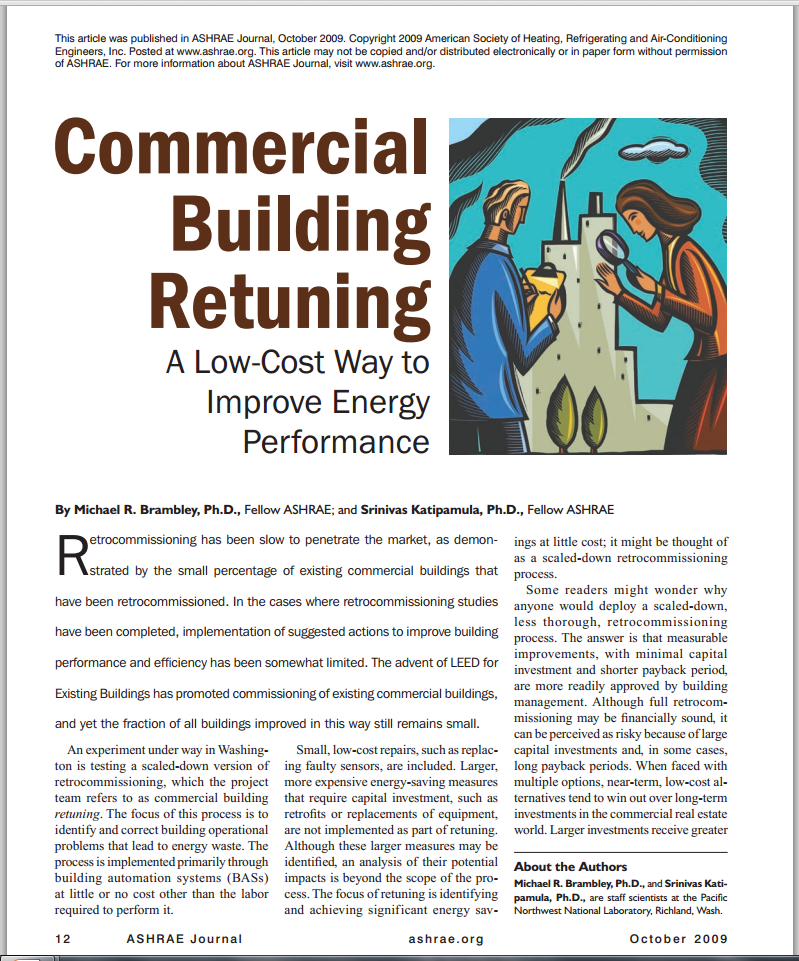 This article was published in ASHRAE Journal, October 2009. Copyright 2009 American Society of Heating, Refrigerating and Air-Conditioning
Engineers, Inc. Posted at www.ashrae.org. This article may not be copied and/or distributed electronically or in paper form without permission
of ASHRAE. For more information about ASHRAE Journal, visit www.ashrae.org.
Commercial
Building
Retuning
A Low-Cost Way to
Improve Energy
Performance
By Michael R. Brambley, Ph.D., Fellow ASHRAE; and Srinivas Katipamula, Ph.D., Fellow ASHRAE
Retrocommissioning has been slow to penetrate the market, as demon-
strated by the small percentage of existing commercial buildings that
have been retrocommissioned. In the cases where retrocommissioning studies
have been completed, implementation of suggested actions to improve building
performance and efficiency has been somewhat limited. The advent of LEED for
Existing Buildings has promoted commissioning of existing commercial buildings,
and yet the fraction of all buildings improved in this way still remains small.
An experiment under way in Washing-
ton is testing a scaled-down version of
retrocommissioning, which the project
team refers to as commercial building
retuning. The focus of this process is to
identify and correct building operational
problems that lead to energy waste. The
process is implemented primarily through
building automation systems (BASs)
at little or no cost other than the labor
required to perform it.
Small, low-cost repairs, such as replac-
ing faulty sensors, are included. Larger,
more expensive energy-saving measures
that require capital investment, such as
retrofits or replacements of equipment,
are not implemented as part of retuning.
Although these larger measures may be
identified, an analysis of their potential
impacts is beyond the scope of the pro-
cess. The focus of retuning is identifying
and achieving significant energy sav-
ings at little cost; it might be thought of
as a scaled-down retrocommissioning
process.
Some readers might wonder why
anyone would deploy a scaled-down,
less thorough, retrocommissioning
process. The answer is that measurable
improvements, with minimal capital
investment and shorter payback period,
are more readily approved by building
management. Although full retrocom-
missioning may be financially sound, it
can be perceived as risky because of large
capital investments and, in some cases,
long payback periods. When faced with
multiple options, near-term, low-cost al-
ternatives tend to win out over long-term
investments in the commercial real estate
world. Larger investments receive greater
About the Authors
Michael R. Brambley, Ph.D., and Srinivas Kati-
pamula, Ph.D., are staff scientists at the Pacific
Northwest National Laboratory, Richland, Wash.
12 ASHRAE Journal ashrae.org October 2009